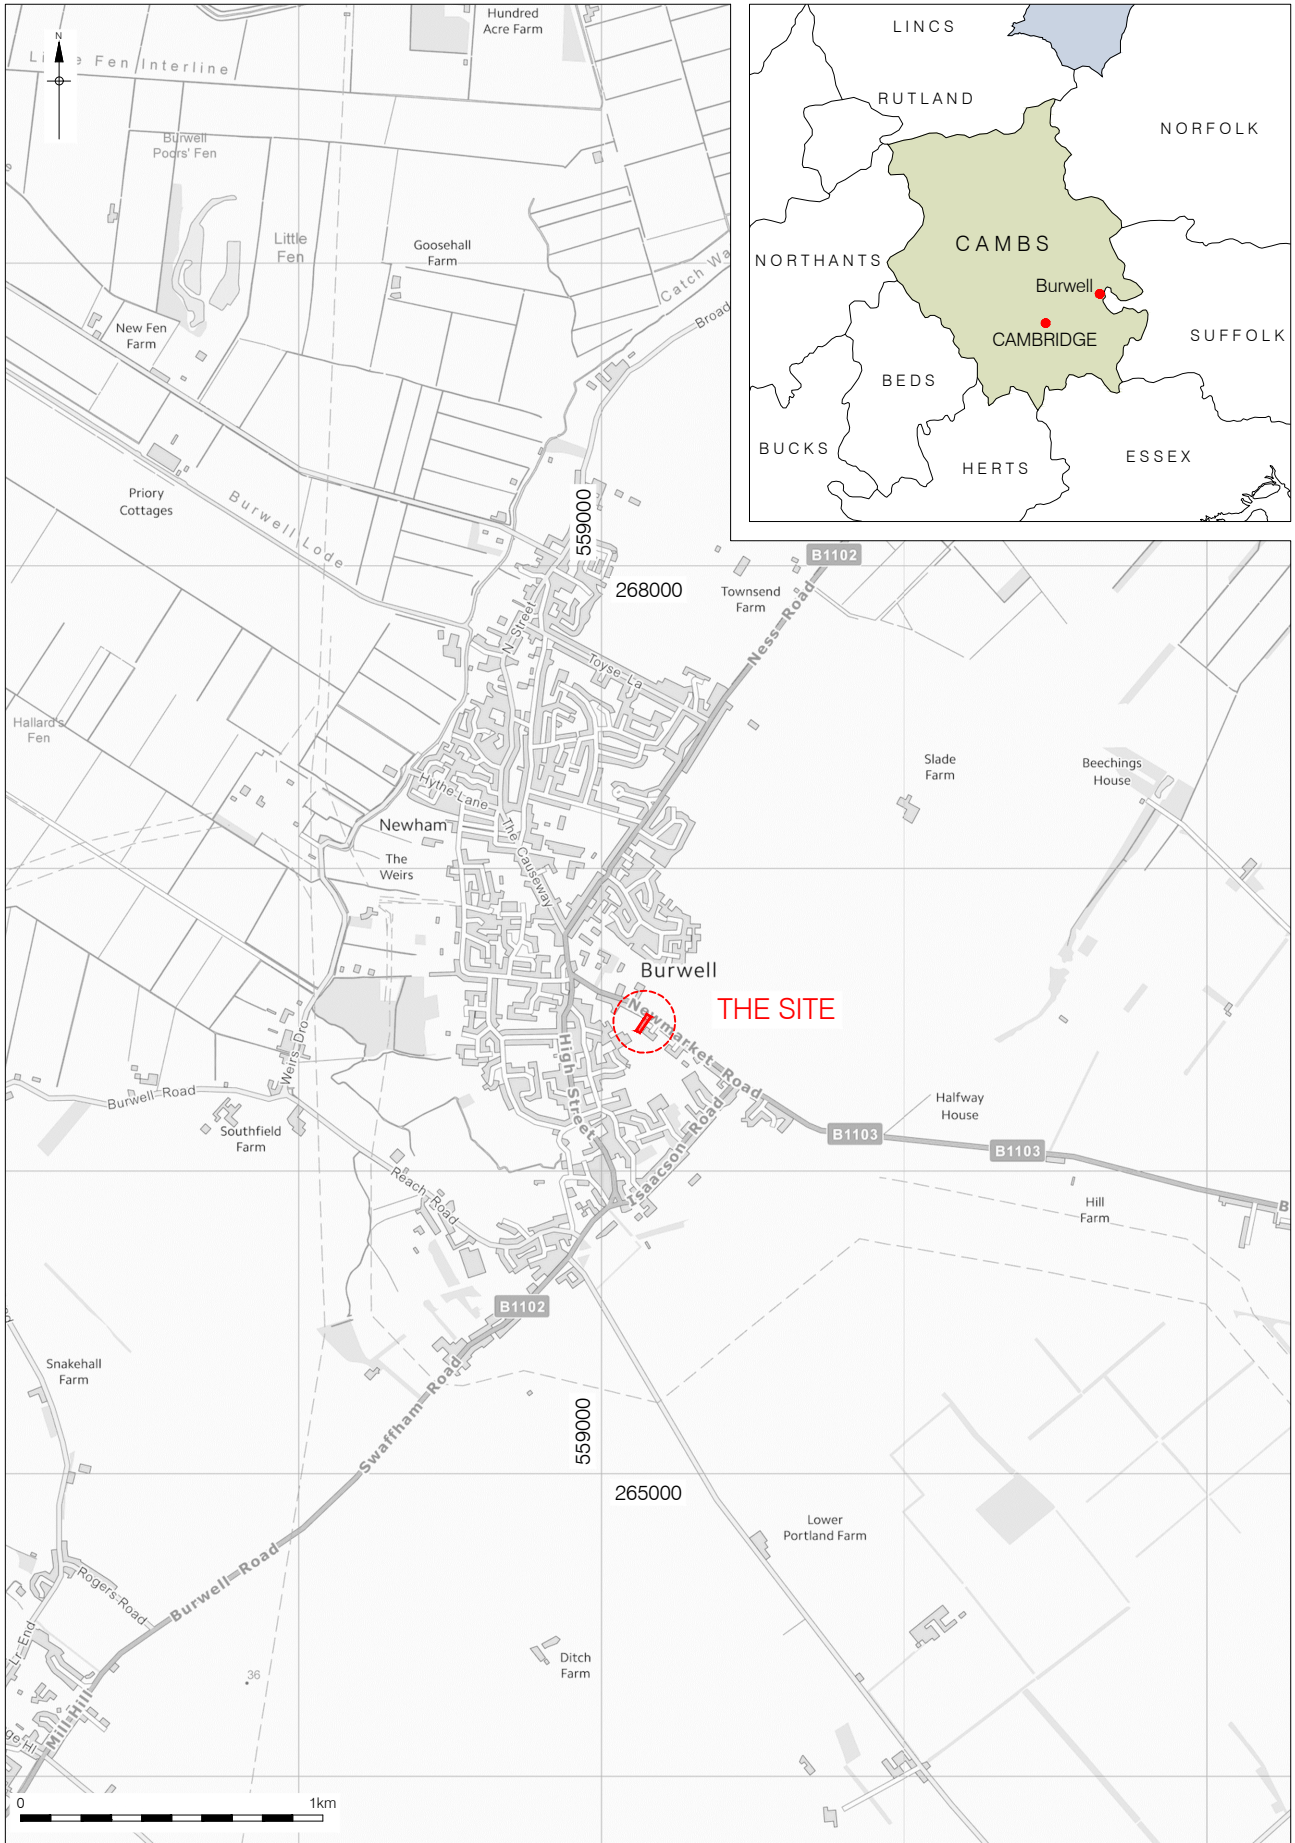 Hundred
Acre Farm
N
Fen Interline
Burwell
Poors' Fen
Little
Fen
Goosehall
Farm
Catch Wa
Broad
New Fen
Farm
Priory
Cottages
Burwell Lode
LINCS
RUTLAND
NORFOLK
CAMBS
NORTHANTS
Burwell
CAMBRIDGE
SUFFOLK
BEDS
BUCKS
HERTS
ESSEX
559000
268000
B1102
Townsend
Farm
Ness Road
N Street
Toyse La
Hallard's
Fen
Slade
Farm
Beechings
House
Hythe Lane
Newham
The Causeway
The
Weirs
Burwell
THE SITE
Newmarket Road
High Street
Weirs Dro
Burwell Road
Southfield
Farm
Isaacson Road
Halfway
House
B1103
B1103
Reach Road
Hill
Farm
B
B1102
Snakehall
Farm
Swaffham Road
559000
265000
Lower
Portland Farm
Rogers Road
Burwell Road
Lr End
Ditch
Farm
36
Mill Hill
ge Hl
0
1km